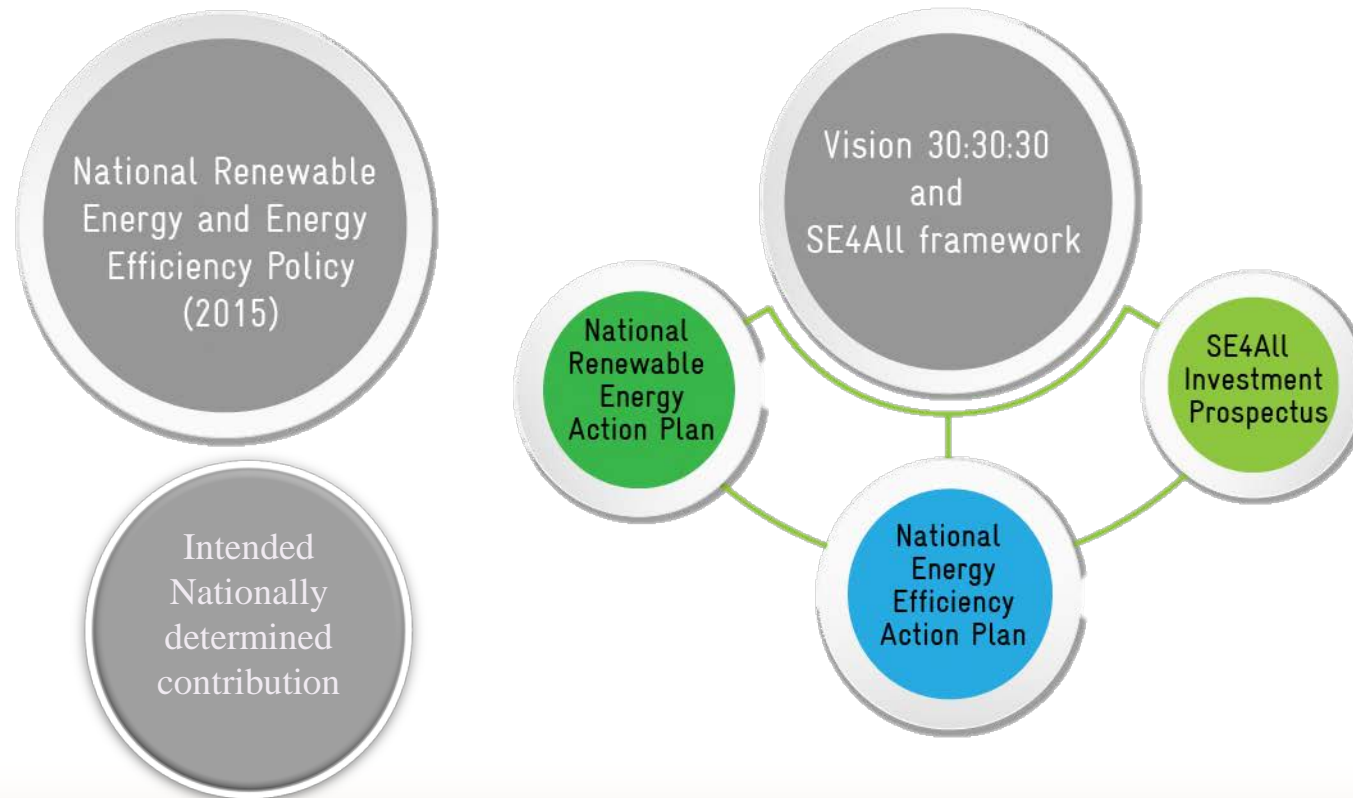 National Renewable
Energy and Energy
Efficiency Policy
(2015)
Intended
Nationally
determined
contribution
Vision 30:30:30
and
SE4All framework
National
Renewable
Energy
Action Plan
National
Energy
Efficiency
Action Plan
SE4All
Investment
Prospectus